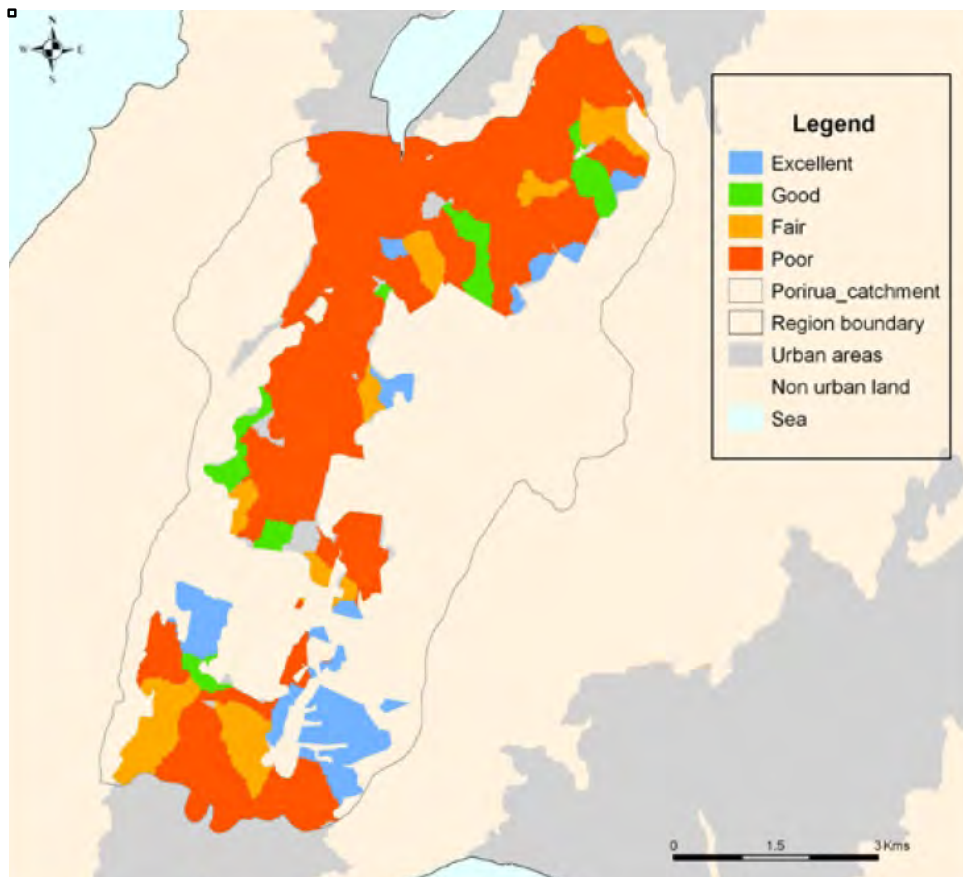 N
W E
S
Legend
Excellent
Good
Fair
Poor
Porirua_catchment
Region boundary
Urban areas
Non urban land
Sea
0 1.5 3 Kms